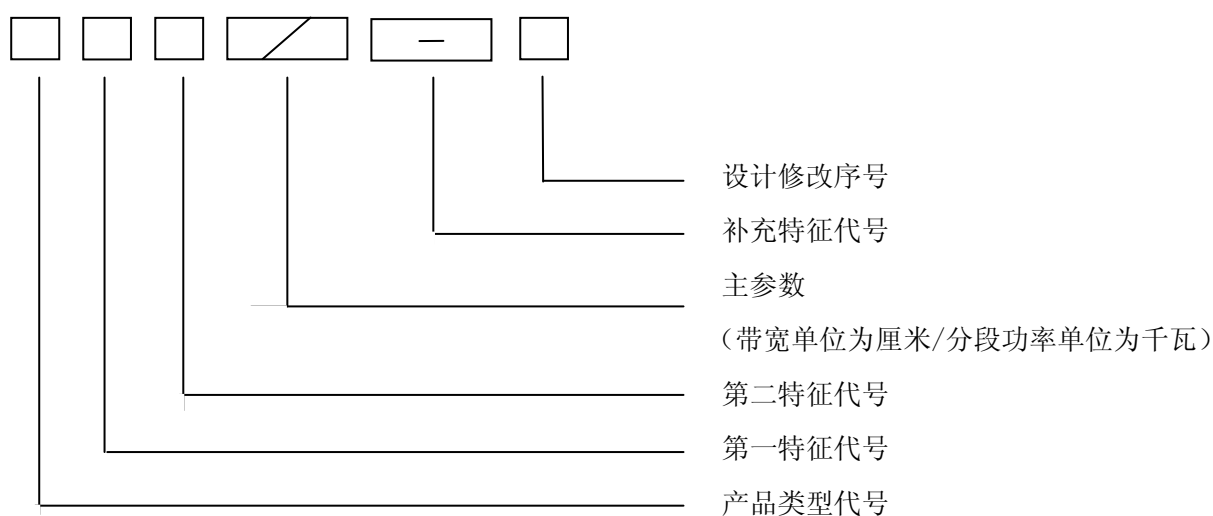 设计修改序号
补充特征代号
主参数
（带宽单位为厘米/分段功率单位为千瓦）
第二特征代号
第一特征代号
产品类型代号